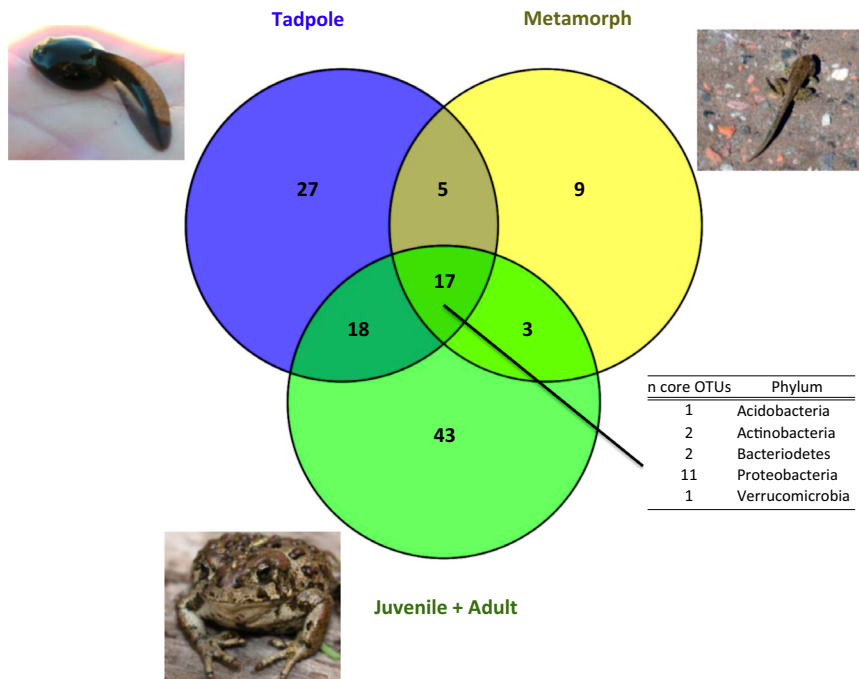 Tadpole
Metamorph
27
5
9
17
18
3
43
n core OTUs Phylum
1 Acidobacteria
2 Actinobacteria
2 Bacteriodetes
11 Proteobacteria
1 Verrucomicrobia
Juvenile + Adult